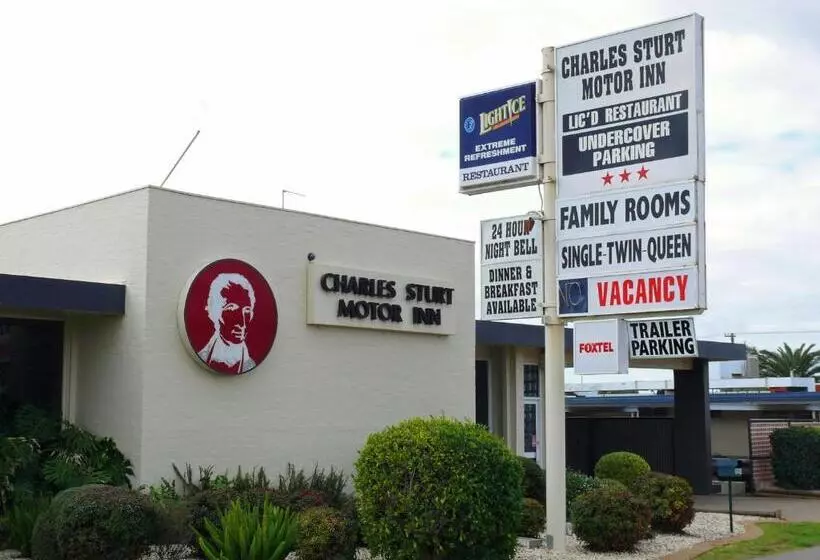 CHARLES STURT
MOTOR INN
LIGHT ICE
EXTREME
REFRESHMENT
RESTAURANT
CHARLES STURT
MOTOR INN
LIC'D RESTAURANT
UNDERCOVER
PARKING
FAMILY ROOMS
SINGLE-TWIN-QUEEN
NO VACANCY
24 HOUR
NIGHT BELL
DINNER &
BREAKFAST
AVAILABLE
FOXTEL
TRAILER
PARKING